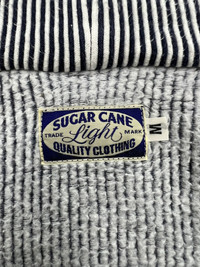 SUGAR CANE
TRADE Light MARK
QUALITY CLOTHING
M